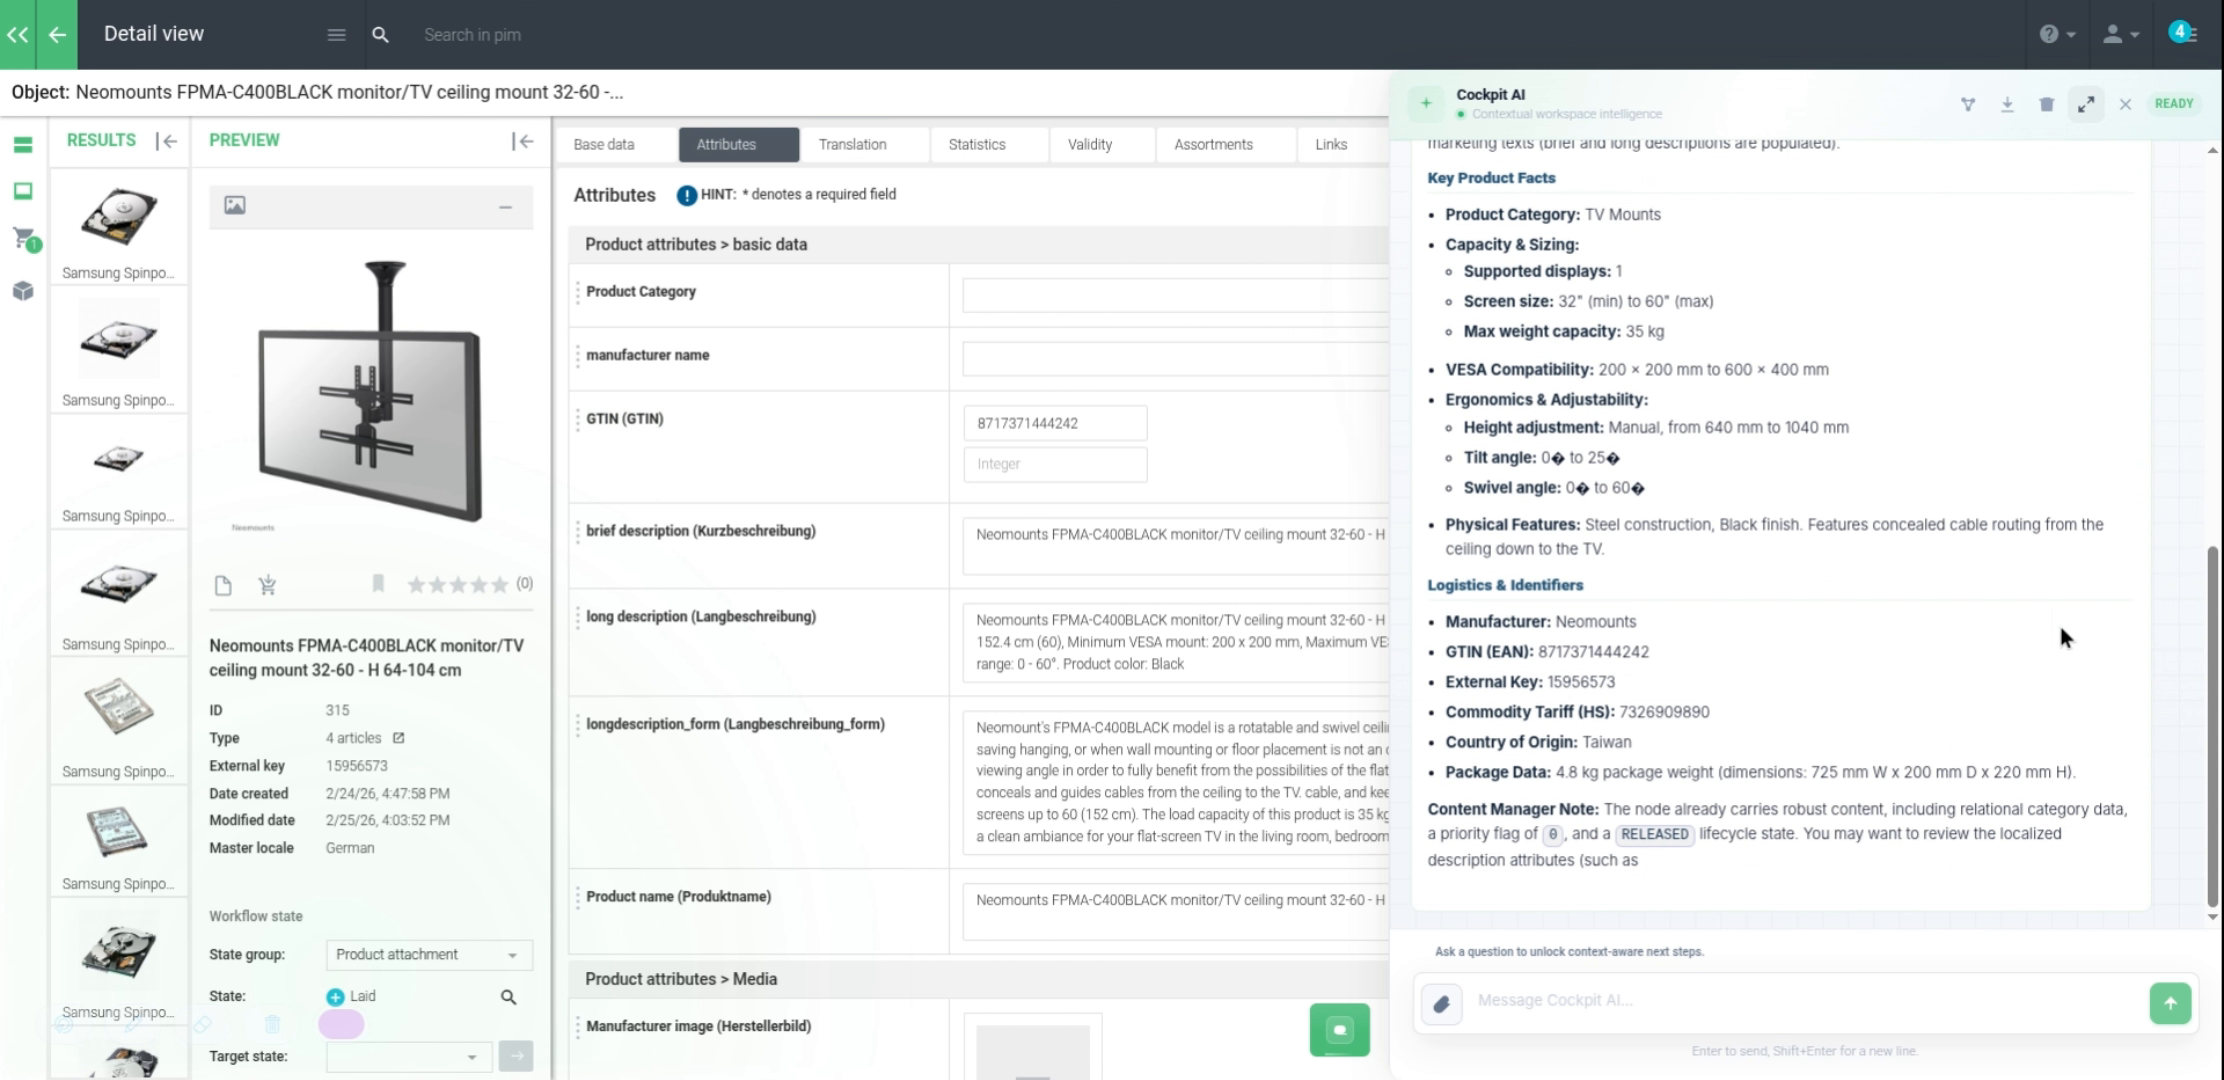 Detail view
Search in pim
4
Object: Neomounts FPMA-C400BLACK monitor/TV ceiling mount 32-60 -...
1
RESULTS
Samsung Spinpo...
Samsung Spinpo...
Samsung Spinpo...
Samsung Spinpo...
Samsung Spinpo...
Samsung Spinpo...
Samsung Spinpo...
PREVIEW
Neomounts
(0)
Neomounts FPMA-C400BLACK monitor/TV
ceiling mount 32-60 - H 64-104 cm
ID 315
Type 4 articles
External key 15956573
Date created 2/24/26, 4:47:58 PM
Modified date 2/25/26, 4:03:52 PM
Master locale German
Workflow state
State group: Product attachment
State: Laid
Target state:
Base data Attributes Translation Statistics Validity Assortments Links
Attributes HINT: * denotes a required field
Product attributes > basic data
Product Category
manufacturer name
GTIN (GTIN) 8717371444242
Integer
brief description (Kurzbeschreibung) Neomounts FPMA-C400BLACK monitor/TV ceiling mount 32-60 - H
long description (Langbeschreibung) Neomounts FPMA-C400BLACK monitor/TV ceiling mount 32-60 - H
152.4 cm (60), Minimum VESA mount: 200 x 200 mm, Maximum VE
range: 0 - 60°. Product color: Black
longdescription_form (Langbeschreibung_form) Neomount's FPMA-C400BLACK model is a rotatable and swivel ceili
saving hanging, or when wall mounting or floor placement is not an
viewing angle in order to fully benefit from the possibilities of the flat
conceals and guides cables from the ceiling to the TV. cable, and kee
screens up to 60 (152 cm). The load capacity of this product is 35 kg
a clean ambiance for your flat-screen TV in the living room, bedroom
Product name (Produktname) Neomounts FPMA-C400BLACK monitor/TV ceiling mount 32-60 - H
Product attributes > Media
Manufacturer image (Herstellerbild)
Cockpit AI
Contextual workspace intelligence
READY
marketing texts (brief and long descriptions are populated).
Key Product Facts
• Product Category: TV Mounts
• Capacity & Sizing:
◦ Supported displays: 1
◦ Screen size: 32" (min) to 60" (max)
◦ Max weight capacity: 35 kg
• VESA Compatibility: 200 × 200 mm to 600 × 400 mm
• Ergonomics & Adjustability:
◦ Height adjustment: Manual, from 640 mm to 1040 mm
◦ Tilt angle: 0� to 25�
◦ Swivel angle: 0� to 60�
• Physical Features: Steel construction, Black finish. Features concealed cable routing from the
ceiling down to the TV.
Logistics & Identifiers
• Manufacturer: Neomounts
• GTIN (EAN): 8717371444242
• External Key: 15956573
• Commodity Tariff (HS): 7326909890
• Country of Origin: Taiwan
• Package Data: 4.8 kg package weight (dimensions: 725 mm W x 200 mm D x 220 mm H).
Content Manager Note: The node already carries robust content, including relational category data,
a priority flag of 0, and a RELEASED lifecycle state. You may want to review the localized
description attributes (such as
Ask a question to unlock context-aware next steps.
Message Cockpit AI...
Enter to send, Shift+Enter for a new line.